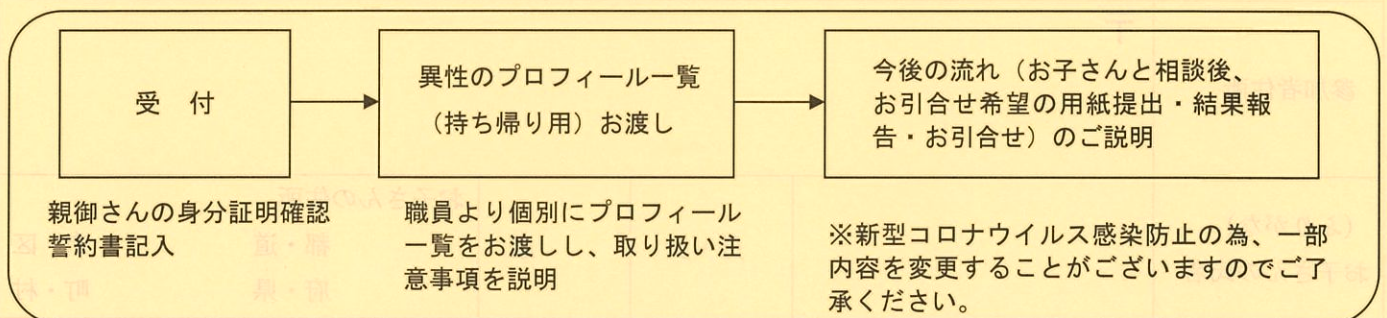 受　付
異性のプロフィール一覧
（持ち帰り用）お渡し
今後の流れ（お子さんと相談後、
お引合せ希望の用紙提出・結果報
告・お引合せ）のご説明
親御さんの身分証明確認
誓約書記入
職員より個別にプロフィール
一覧をお渡しし、取り扱い注
意事項を説明
※新型コロナウイルス感染防止の為、一部
内容を変更することがございますのでご了
承ください。